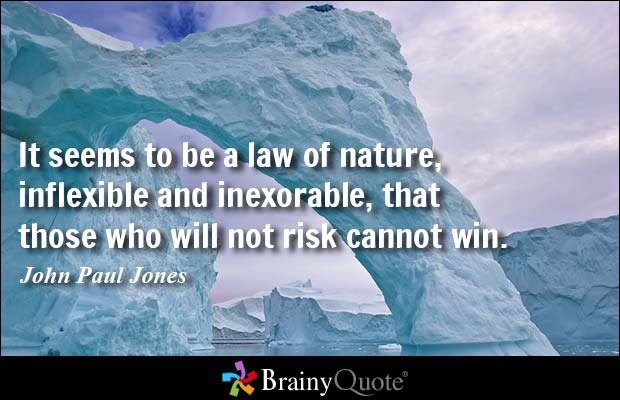 It seems to be a law of nature,
inflexible and inexorable, that
those who will not risk cannot win.
John Paul Jones
BrainyQuote®